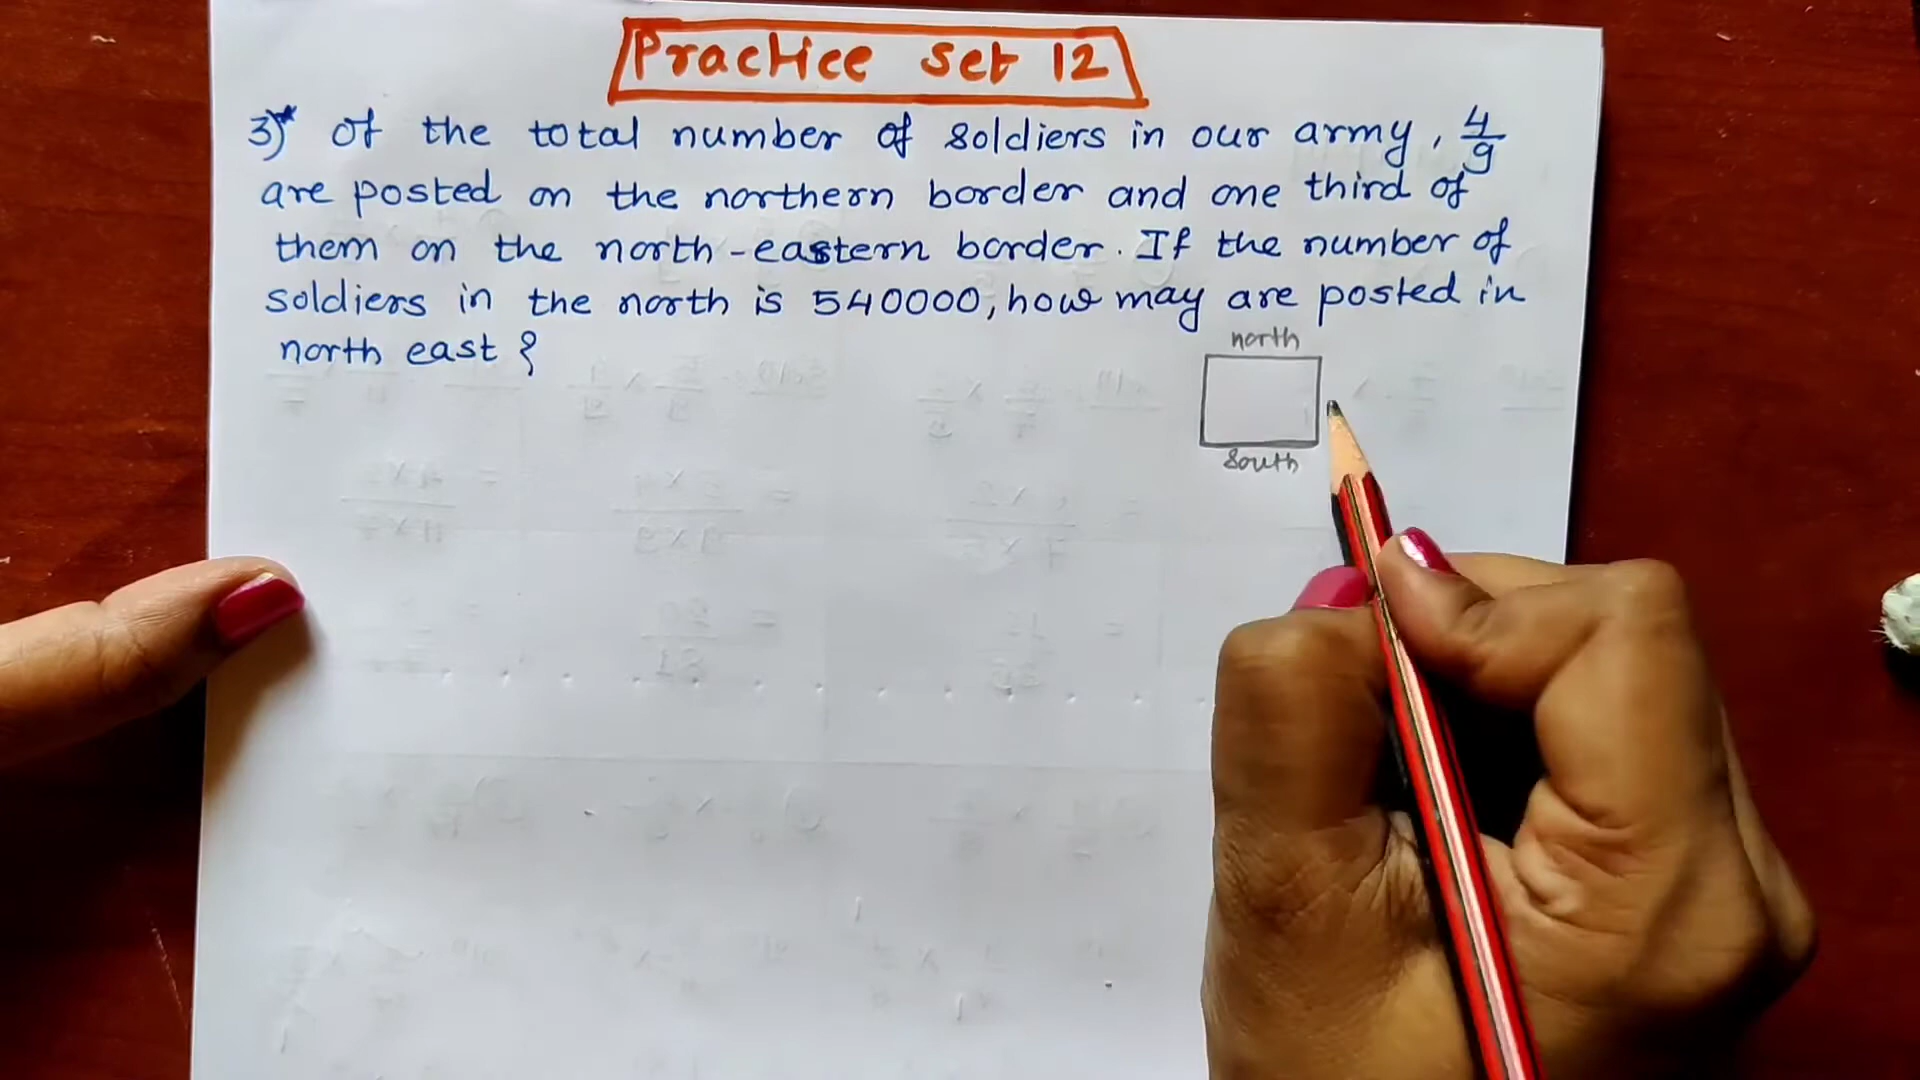 Practice Set 12
3)* Of the total number of soldiers in our army, 4/9
are posted on the northern border and one third of
them on the north-eastern border. If the number of
soldiers in the north is 540000, how may are posted in
north east ?
north
south